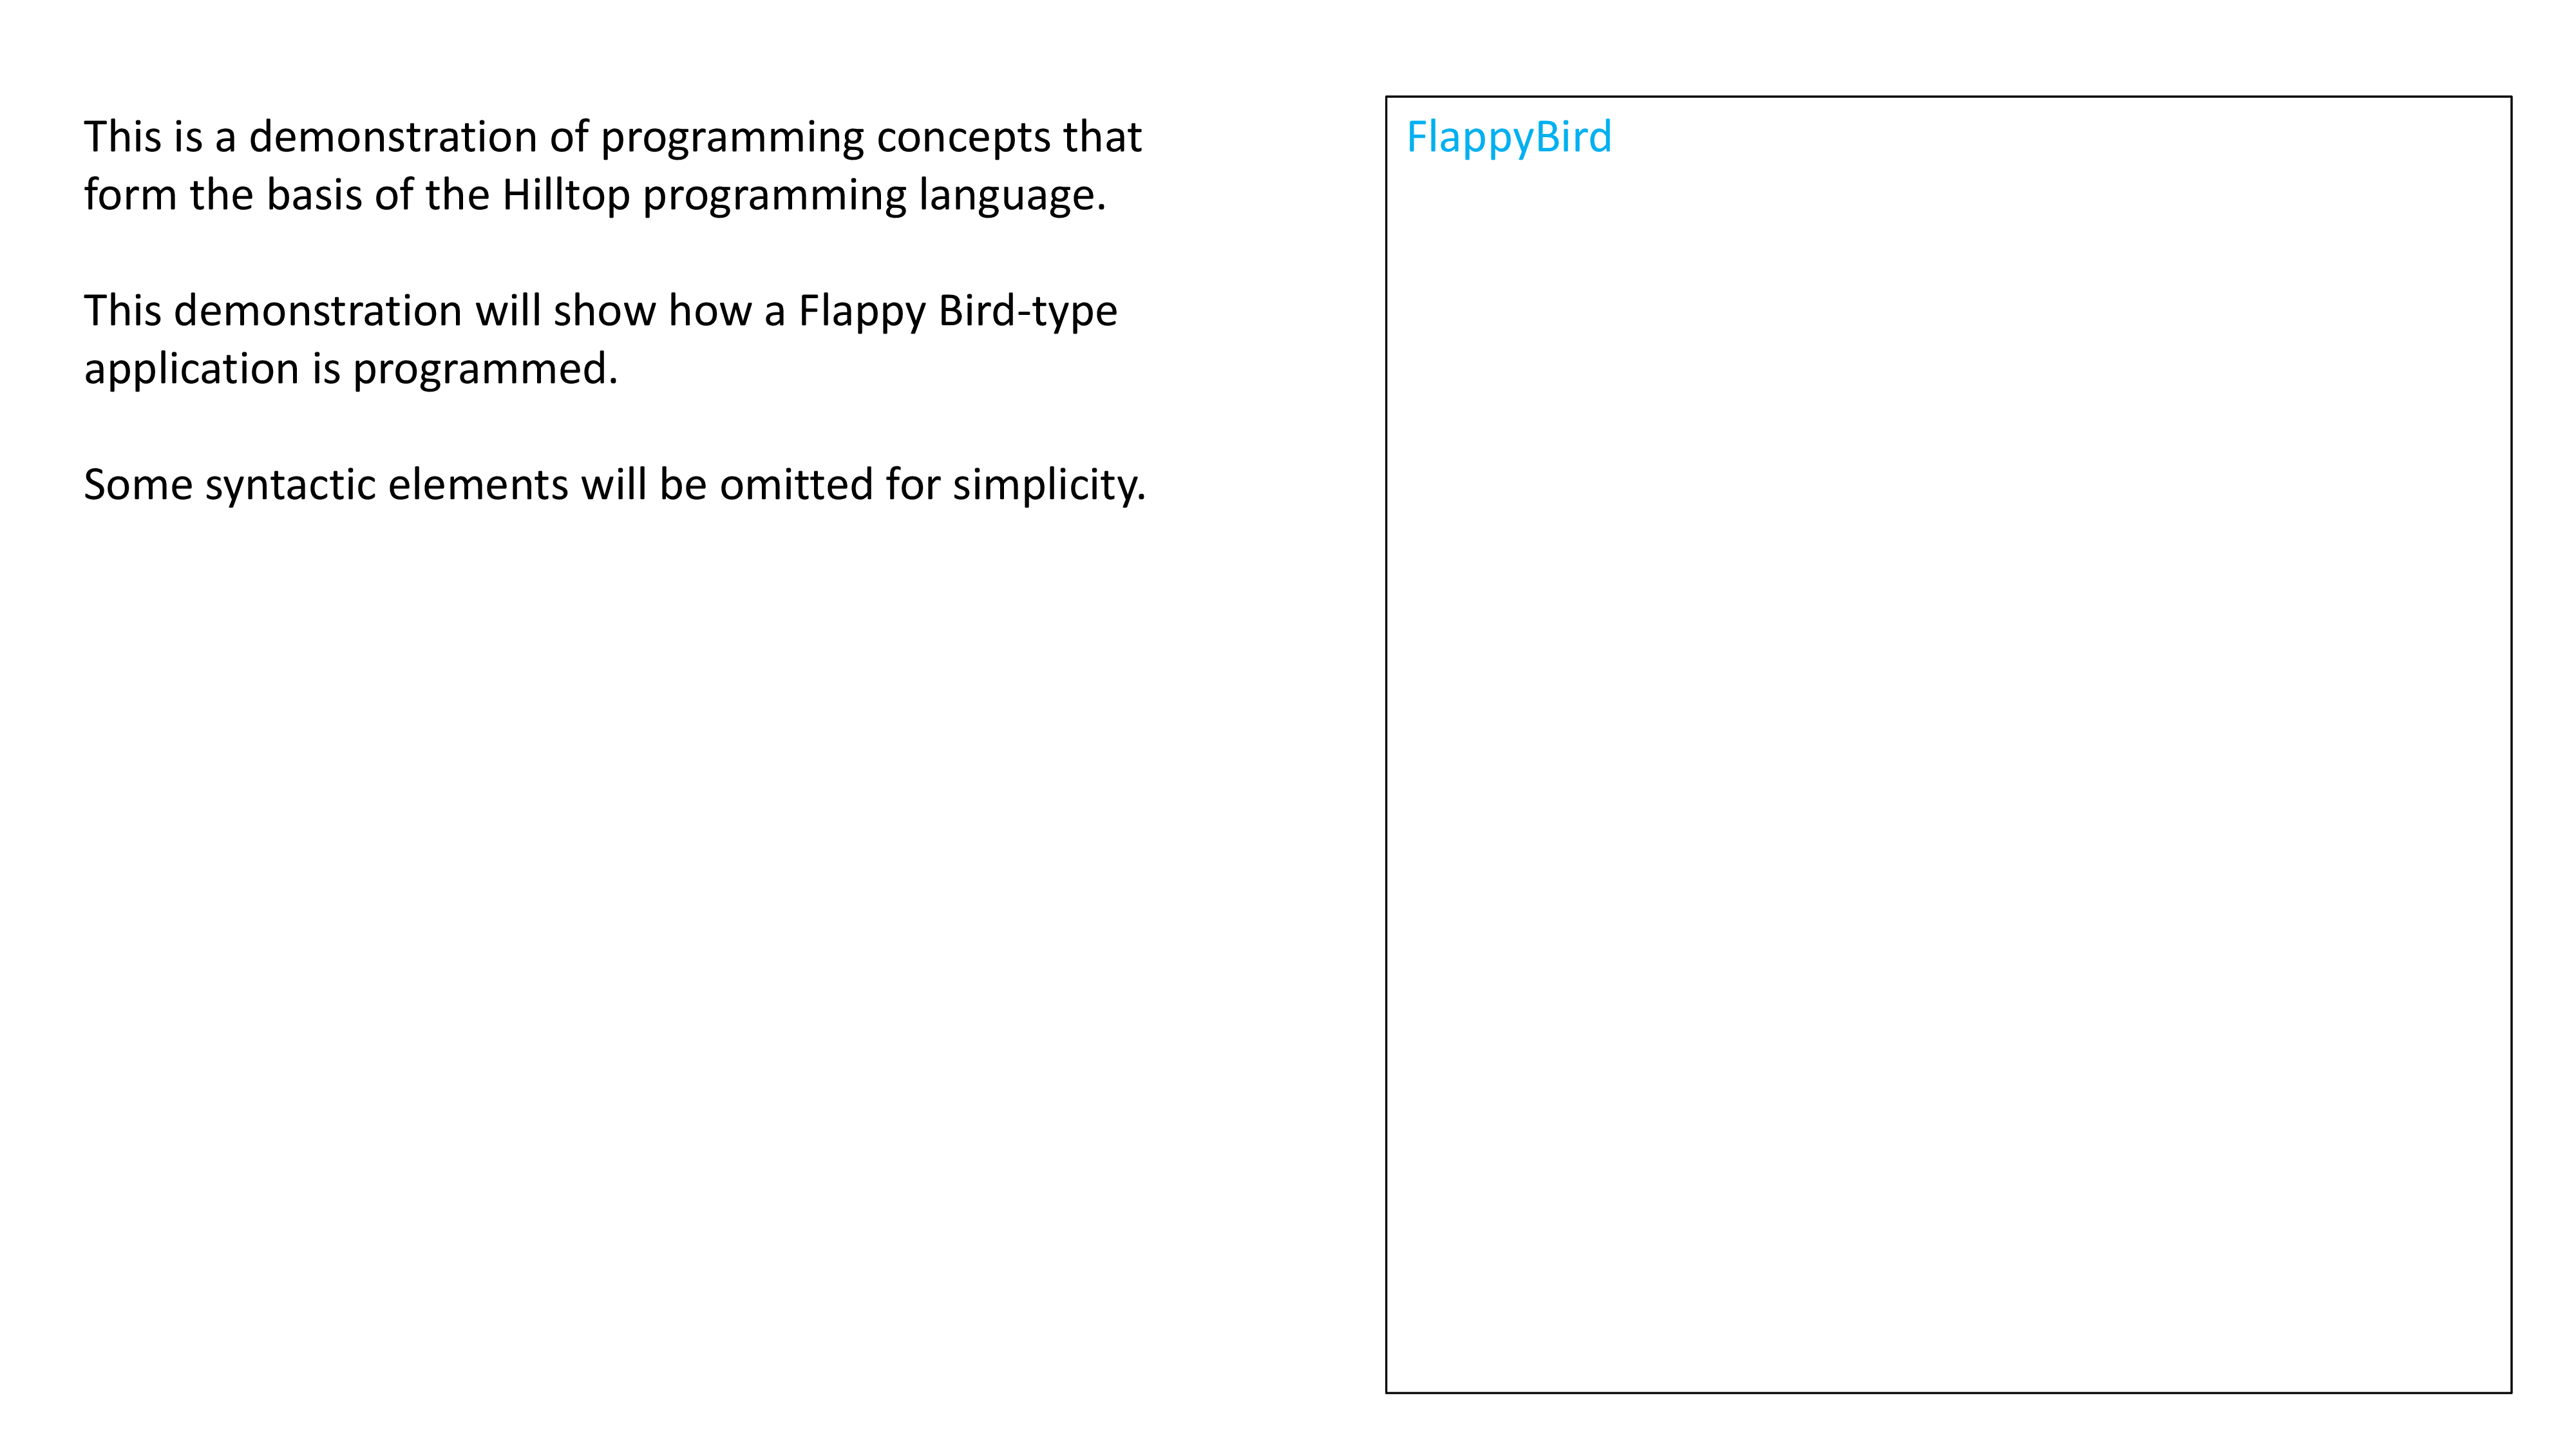 This is a demonstration of programming concepts that
form the basis of the Hilltop programming language.
This demonstration will show how a Flappy Bird-type
application is programmed.
Some syntactic elements will be omitted for simplicity.
FlappyBird